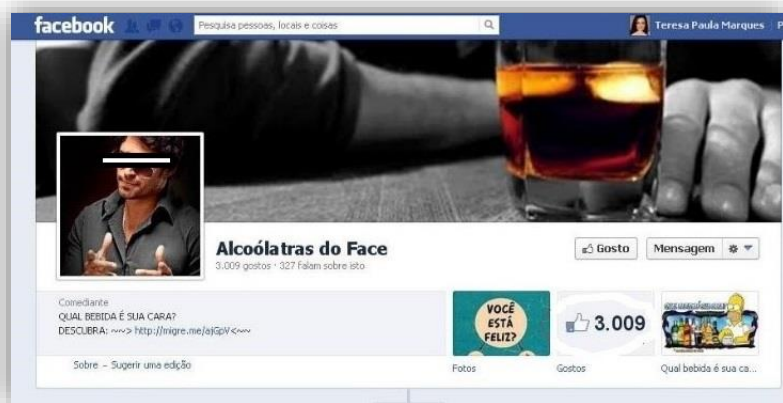 facebook
Pesquisa pessoas, locais e coisas
Teresa Paula Marques
Alcoólatras do Face
3.009 gostos · 327 Falam sobre isto
Gosto
Mensagem
Comediante
QUAL BEBIDA É SUA CARA?
DESCUBRA: ~~> http://migre.me/ajGpV<~~
Sobre – Sugerir uma edição
VOCÊ
ESTÁ
FELIZ?
3.009
Fotos
Gostos
Qual bebida é sua ca...